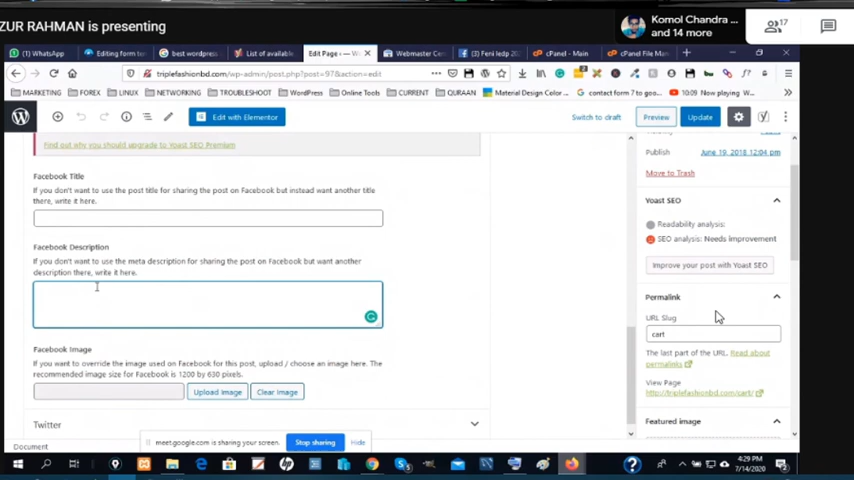 ZUR RAHMAN is presenting
Komol Chandra ...
and 14 more
17
(1) WhatsApp
Editing form te
best wordpress
List of available
Edit Page ‹
Webmaster Cent
(3) Feni ledp 202
cPanel - Main
cPanel File Man
triplefashionbd.com/wp-admin/post.php?post=97&action=edit
MARKETING
FOREX
LINUX
NETWORKING
TROUBLESHOOT
WordPress
Online Tools
CURRENT
QURAAN
Material Design Color...
contact form 7 to goo...
10:09 Now playing W...
Edit with Elementor
Switch to draft
Preview
Update
Find out why you should upgrade to Yoast SEO Premium
Publish
June 19, 2018 12:04 pm
Move to Trash
Facebook Title
If you don't want to use the post title for sharing the post on Facebook but instead want another title
there, write it here.
Yoast SEO
Readability analysis:
SEO analysis: Needs improvement
Improve your post with Yoast SEO
Facebook Description
If you don't want to use the meta description for sharing the post on Facebook but want another
description there, write it here.
Permalink
URL Slug
cart
The last part of the URL. Read about
permalinks
View Page
http://triplefashionbd.com/cart/
Facebook Image
If you want to override the image used on Facebook for this post, upload / choose an image here. The
recommended image size for Facebook is 1200 by 630 pixels.
Upload Image
Clear Image
Featured image
Twitter
meet.google.com is sharing your screen.
Stop sharing
Hide
Document
4:29 PM
7/14/2020